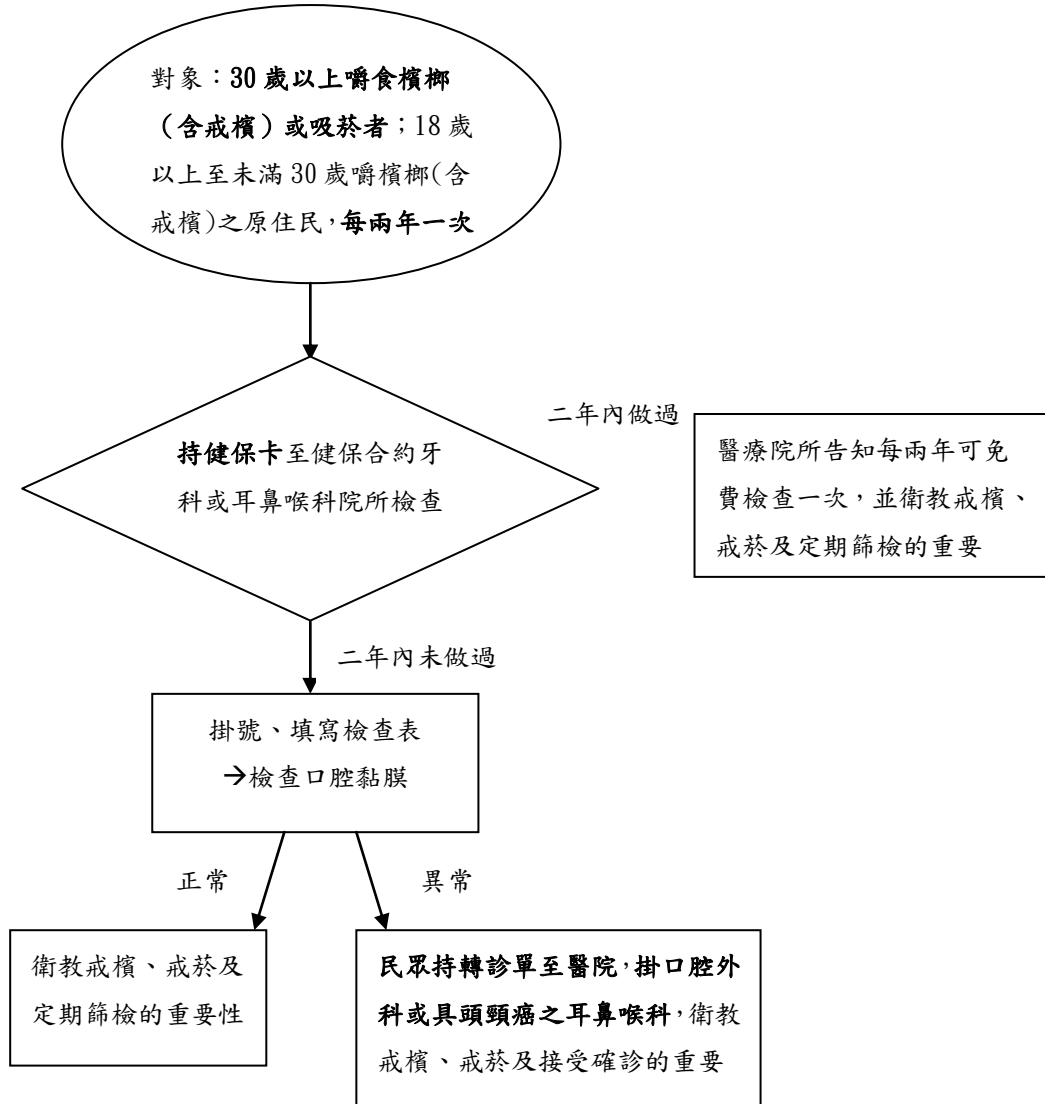 對象：30 歲以上嚼食檳榔
（含戒檳）或吸菸者；18 歲
以上至未滿 30 歲嚼檳榔(含
戒檳)之原住民，每兩年一次
二年內做過
持健保卡至健保合約牙
科或耳鼻喉科院所檢查
醫療院所告知每兩年可免
費檢查一次，並衛教戒檳、
戒菸及定期篩檢的重要
二年內未做過
掛號、填寫檢查表
→檢查口腔黏膜
正常
異常
衛教戒檳、戒菸及
定期篩檢的重要性
民眾持轉診單至醫院，掛口腔外
科或具頭頸癌之耳鼻喉科，衛教
戒檳、戒菸及接受確診的重要